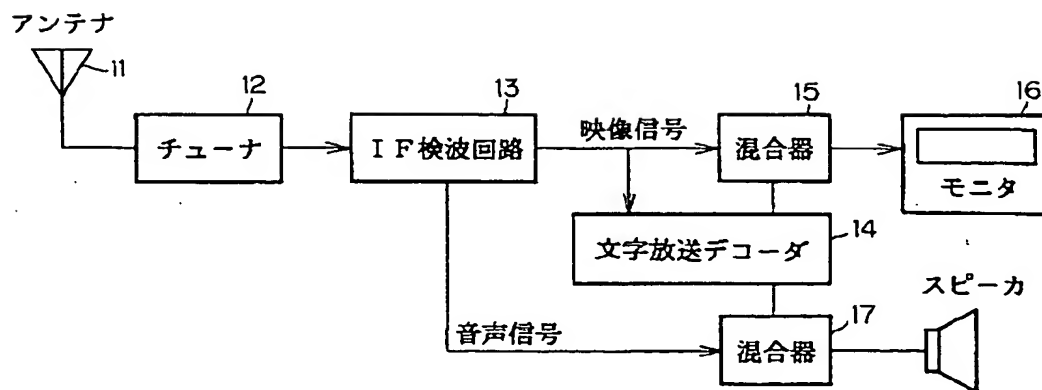 アンテナ
11
12
チューナ
13
IF検波回路
映像信号
15
混合器
16
モニタ
14
文字放送デコーダ
スピーカ
音声信号
17
混合器